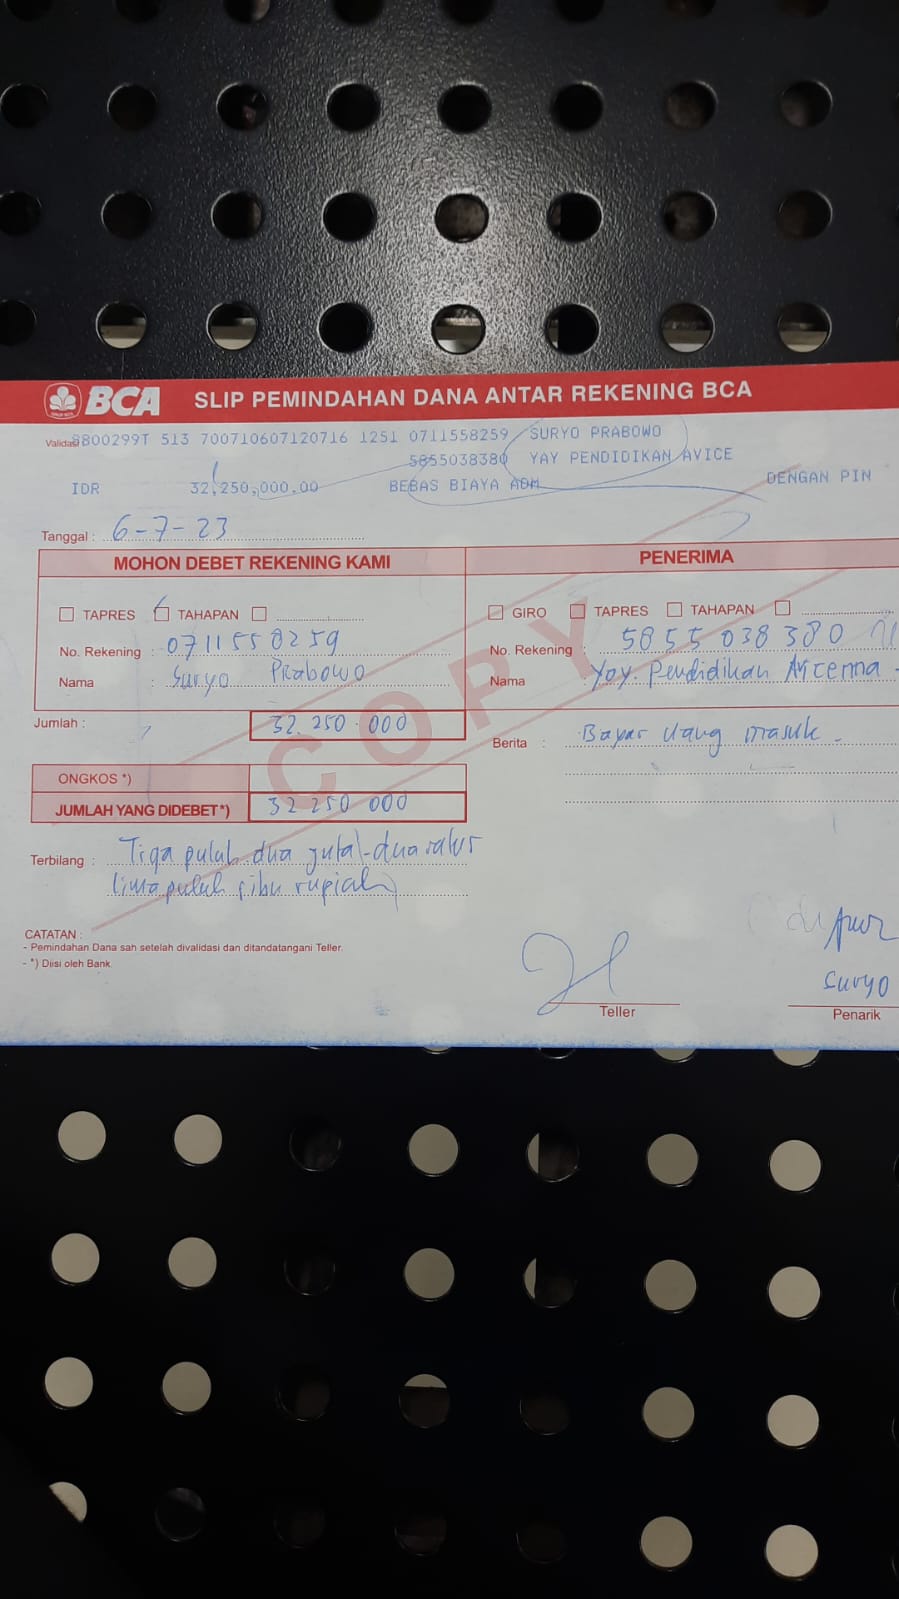 BCA SLIP PEMINDAHAN DANA ANTAR REKENING BCA
Validasi 8800299T 513 700710607120716 1251 0711558259 SURYO PRABOWO
5855038380 YAY PENDIDIKAN AVICE
IDR 32,250,000.00 BEBAS BIAYA ADM DENGAN PIN
Tanggal : 6-7-23
MOHON DEBET REKENING KAMI
TAPRES TAHAPAN
No. Rekening : 0711558259
Nama : Suryo Prabowo
Jumlah : 32 250.000
ONGKOS *)
JUMLAH YANG DIDEBET *) 32 250 000
Terbilang : Tiga puluh dua juta dua ratus
lima puluh ribu rupiah
PENERIMA
GIRO TAPRES TAHAPAN
No. Rekening : 5855 038 380
Nama : Yay. Pendidikan Avicenna
Berita : Bayar uang masuk.
COPY
CATATAN :
- Pemindahan Dana sah setelah divalidasi dan ditandatangani Teller.
- *) Diisi oleh Bank.
Teller
Suryo
Penarik